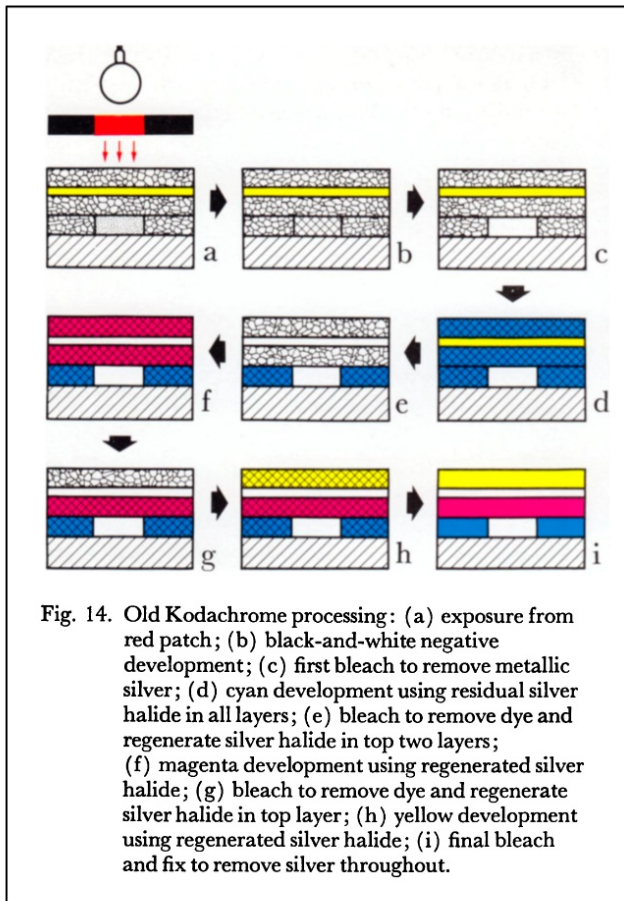 a
b
c
f
e
d
g
h
i
Fig. 14. Old Kodachrome processing: (a) exposure from
red patch; (b) black-and-white negative
development; (c) first bleach to remove metallic
silver; (d) cyan development using residual silver
halide in all layers; (e) bleach to remove dye and
regenerate silver halide in top two layers;
(f) magenta development using regenerated silver
halide; (g) bleach to remove dye and regenerate
silver halide in top layer; (h) yellow development
using regenerated silver halide; (i) final bleach
and fix to remove silver throughout.